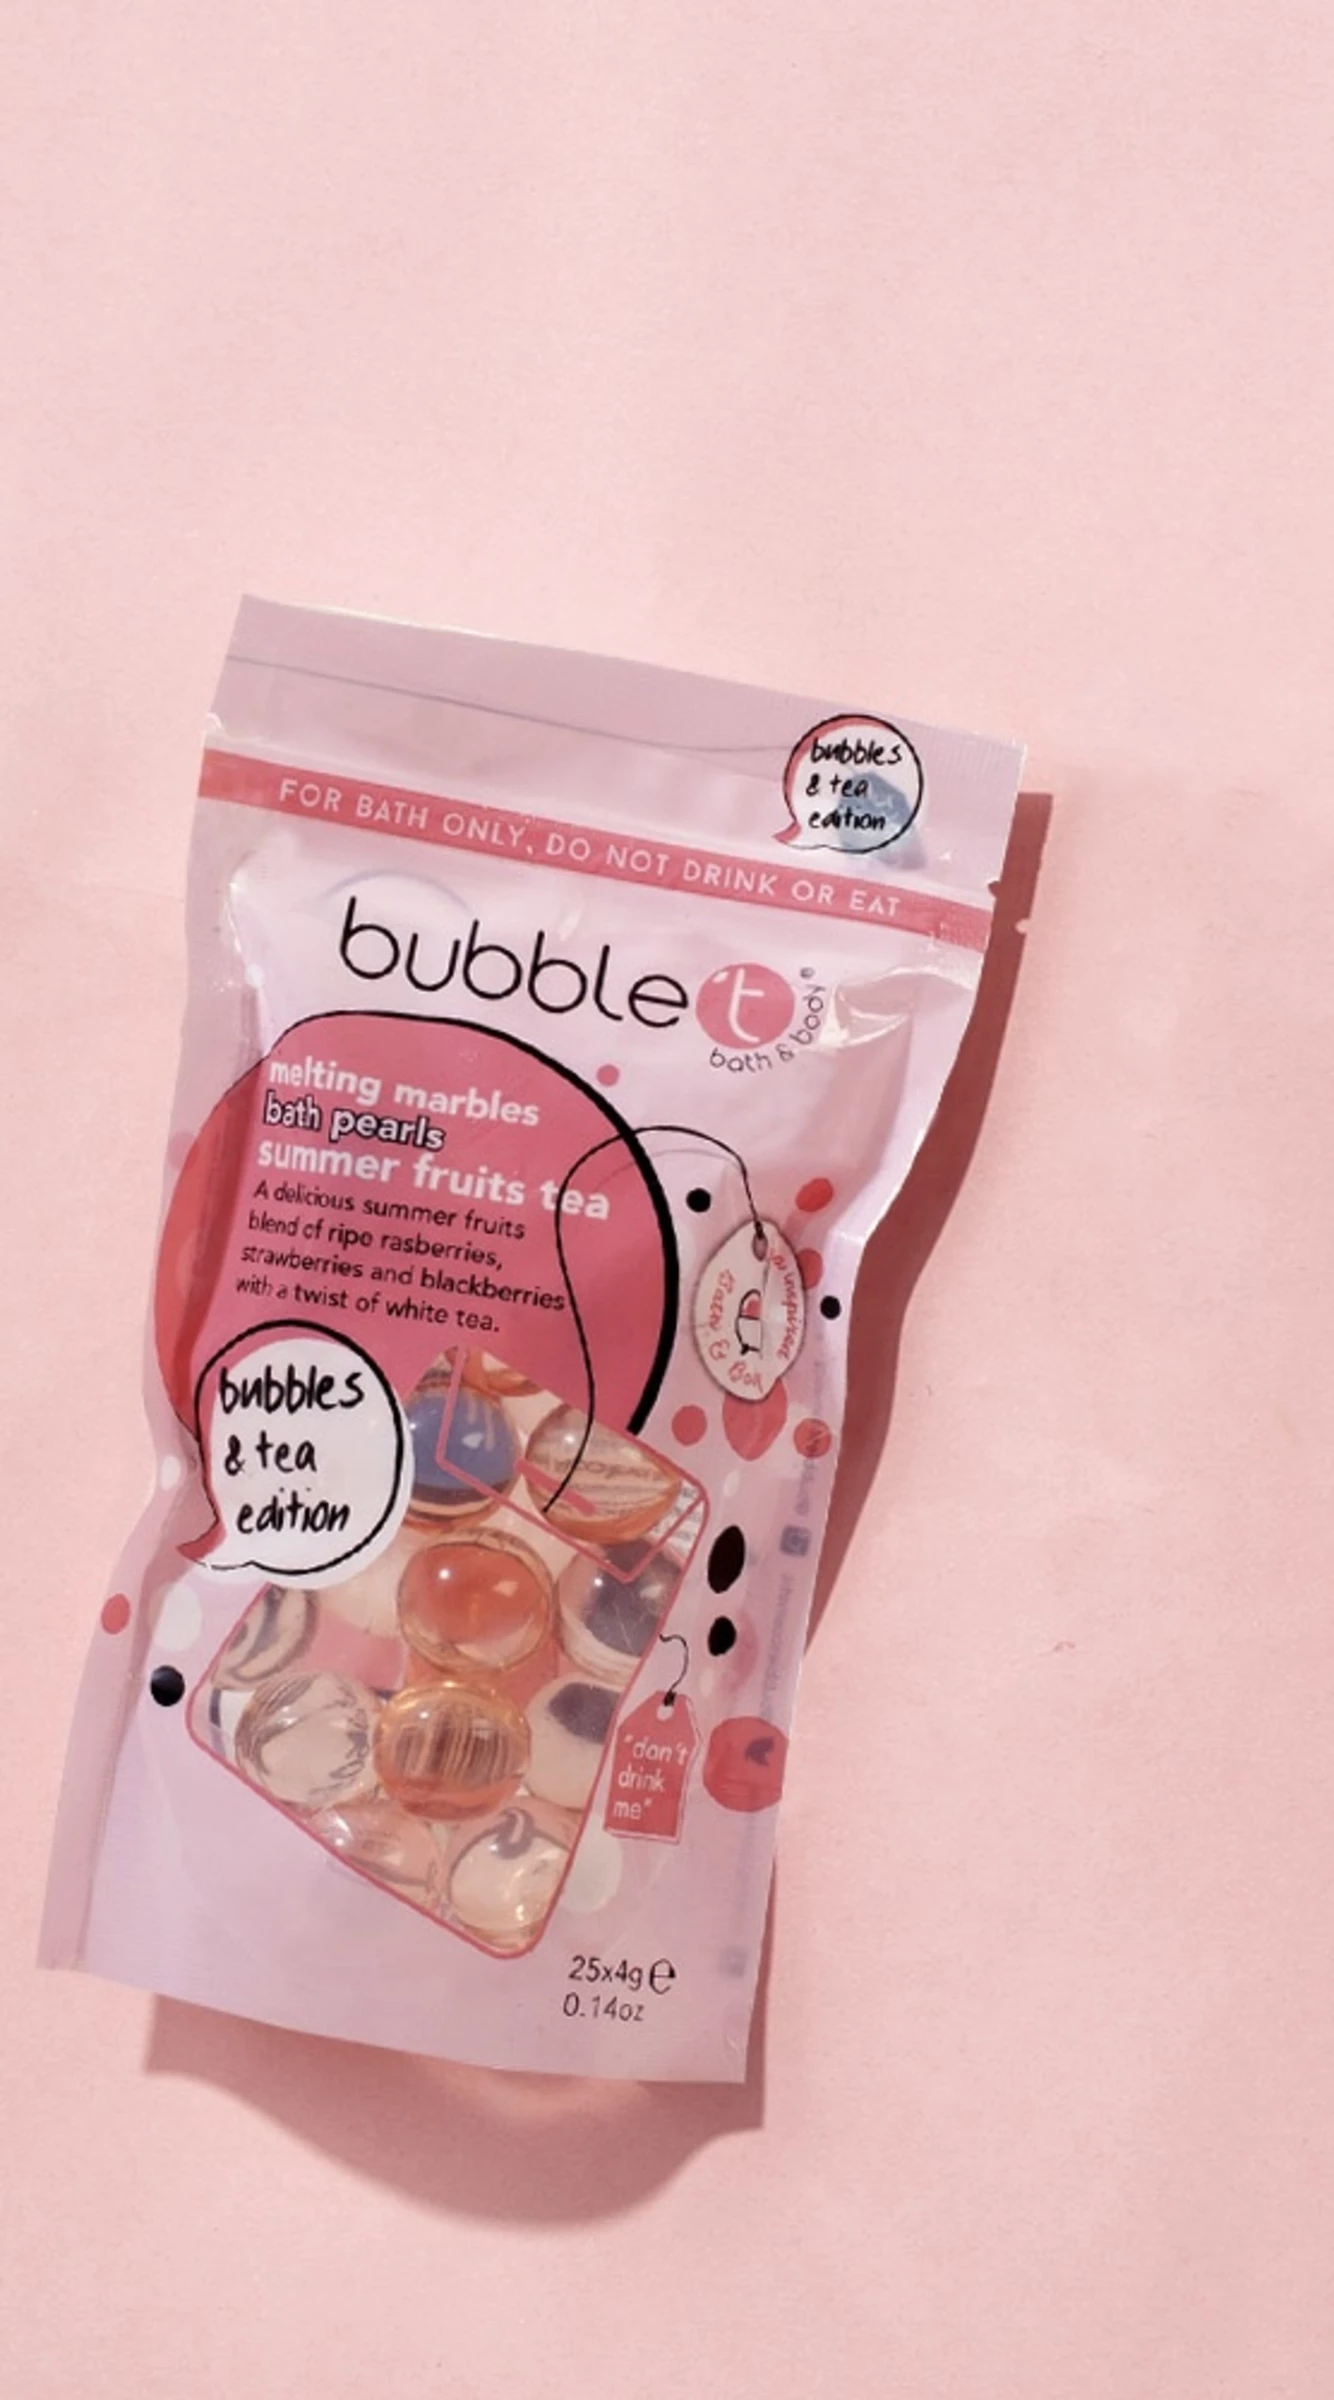 bubbles
& tea
edition
FOR BATH ONLY, DO NOT DRINK OR EAT
bubble t
bath & body®
melting marbles
bath pearls
summer fruits tea
A delicious summer fruits
blend of ripe rasberries,
strawberries and blackberries
with a twist of white tea.
bubbles
& tea
edition
"don't
drink
me"
25x4g ℮
0.14oz